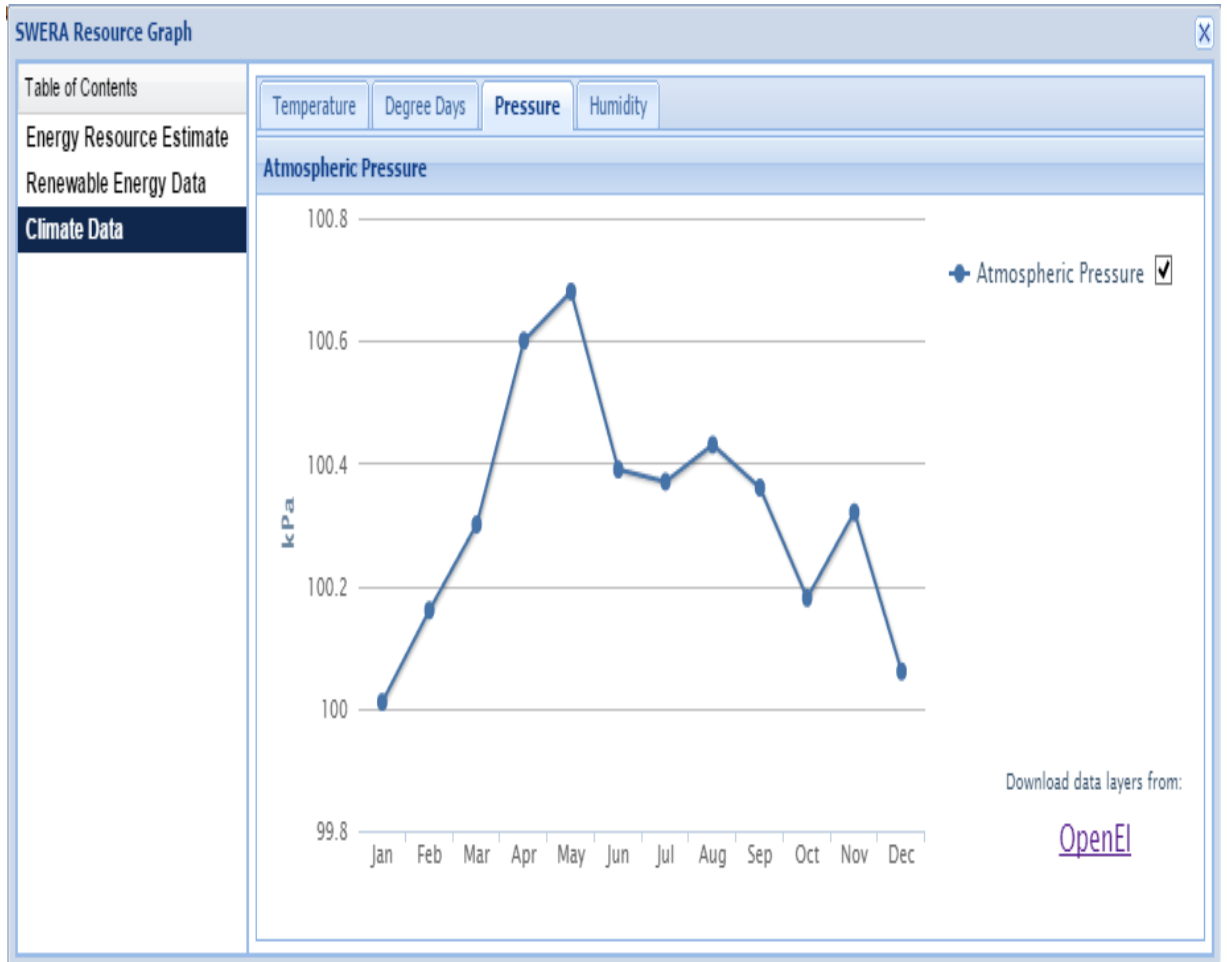 SWERA Resource Graph
Table of Contents
Energy Resource Estimate
Renewable Energy Data
Climate Data
Temperature Degree Days Pressure Humidity
Atmospheric Pressure
100.8
100.6
100.4
100.2
100
99.8
kPa
Jan Feb Mar Apr May Jun Jul Aug Sep Oct Nov Dec
Atmospheric Pressure
Download data layers from:
OpenEI